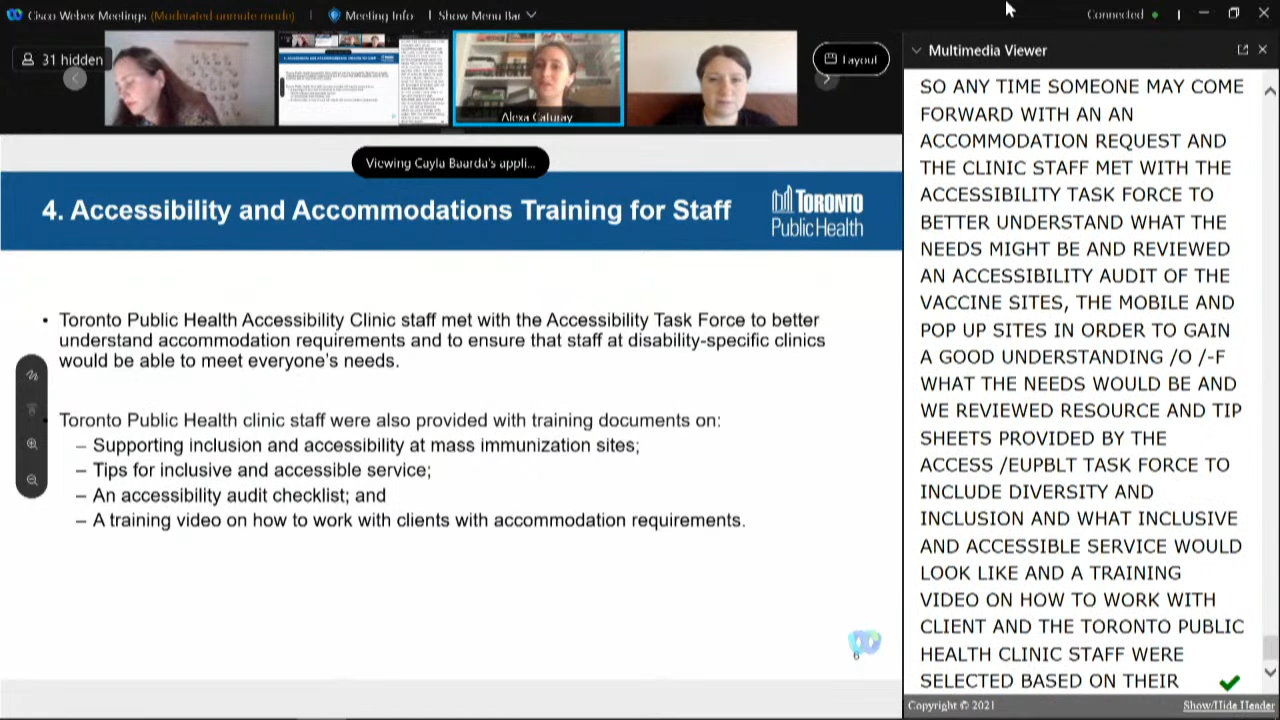 Cisco Webex Meetings (Moderated unmute mode)
Meeting Info
Show Menu Bar
Connected
31 hidden
Alexa Caturay
Layout
Viewing Cayla Baarda's appli...
4. Accessibility and Accommodations Training for Staff
TORONTO
Public Health
• Toronto Public Health Accessibility Clinic staff met with the Accessibility Task Force to better
understand accommodation requirements and to ensure that staff at disability-specific clinics
would be able to meet everyone's needs.
• Toronto Public Health clinic staff were also provided with training documents on:
– Supporting inclusion and accessibility at mass immunization sites;
– Tips for inclusive and accessible service;
– An accessibility audit checklist; and
– A training video on how to work with clients with accommodation requirements.
6
Multimedia Viewer
SO ANY TIME SOMEONE MAY COME
FORWARD WITH AN AN
ACCOMMODATION REQUEST AND
THE CLINIC STAFF MET WITH THE
ACCESSIBILITY TASK FORCE TO
BETTER UNDERSTAND WHAT THE
NEEDS MIGHT BE AND REVIEWED
AN ACCESSIBILITY AUDIT OF THE
VACCINE SITES, THE MOBILE AND
POP UP SITES IN ORDER TO GAIN
A GOOD UNDERSTANDING /O /-F
WHAT THE NEEDS WOULD BE AND
WE REVIEWED RESOURCE AND TIP
SHEETS PROVIDED BY THE
ACCESS /EUPBLT TASK FORCE TO
INCLUDE DIVERSITY AND
INCLUSION AND WHAT INCLUSIVE
AND ACCESSIBLE SERVICE WOULD
LOOK LIKE AND A TRAINING
VIDEO ON HOW TO WORK WITH
CLIENT AND THE TORONTO PUBLIC
HEALTH CLINIC STAFF WERE
SELECTED BASED ON THEIR
Copyright © 2021
Show/Hide Header